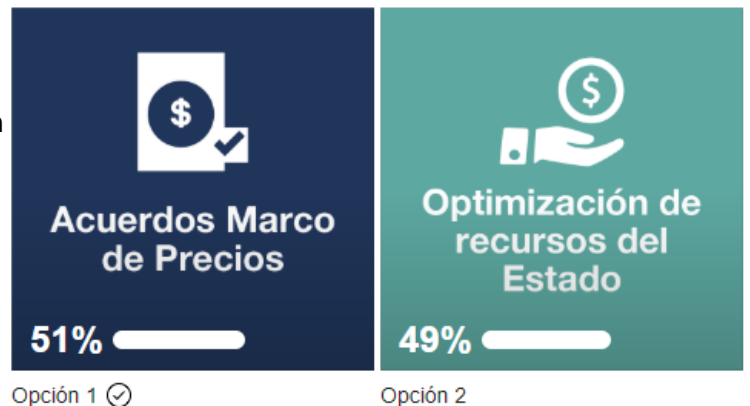 $
Acuerdos Marco
de Precios
51%
Opción 1
$
Optimización de
recursos del
Estado
49%
Opción 2